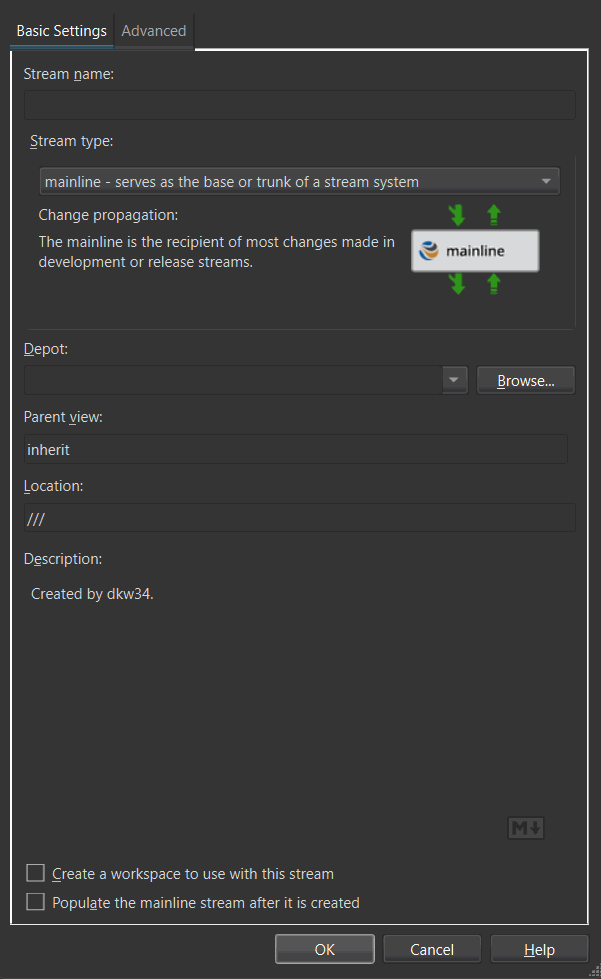 Basic Settings
Advanced
Stream name:
Stream type:
mainline - serves as the base or trunk of a stream system
Change propagation:
The mainline is the recipient of most changes made in
development or release streams.
mainline
Depot:
Browse...
Parent view:
inherit
Location:
///
Description:
Created by dkw34.
M
Create a workspace to use with this stream
Populate the mainline stream after it is created
OK
Cancel
Help